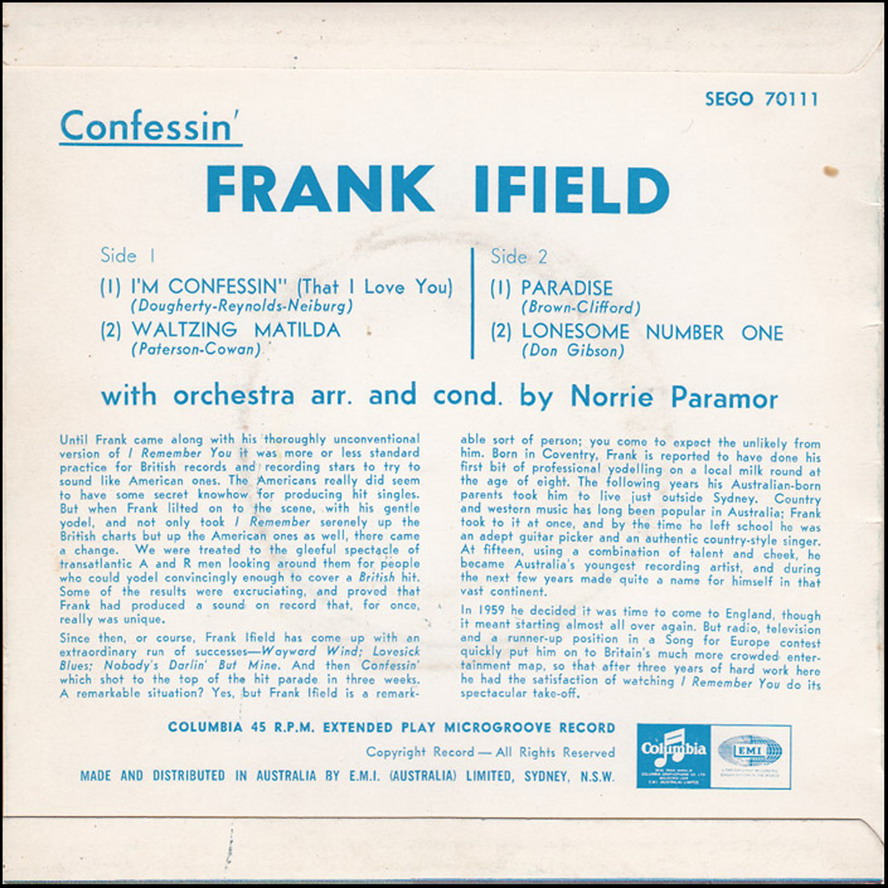 SEGO 70111
Confessin'
FRANK IFIELD
Side 1
(1) I'M CONFESSIN'' (That I Love You)
(Dougherty-Reynolds-Neiburg)
(2) WALTZING MATILDA
(Paterson-Cowan)
Side 2
(1) PARADISE
(Brown-Clifford)
(2) LONESOME NUMBER ONE
(Don Gibson)
with orchestra arr. and cond. by Norrie Paramor
Until Frank came along with his thoroughly unconventional
version of I Remember You it was more or less standard
practice for British records and recording stars to try to
sound like American ones. The Americans really did seem
to have some secret knowhow for producing hit singles.
But when Frank lilted on to the scene, with his gentle
yodel, and not only took I Remember serenely up the
British charts but up the American ones as well, there came
a change. We were treated to the gleeful spectacle of
transatlantic A and R men looking around them for people
who could yodel convincingly enough to cover a British hit.
Some of the results were excruciating, and proved that
Frank had produced a sound on record that, for once,
really was unique.
Since then, or course, Frank Ifield has come up with an
extraordinary run of successes—Wayward Wind; Lovesick
Blues; Nobody's Darlin' But Mine. And then Confessin'
which shot to the top of the hit parade in three weeks.
A remarkable situation? Yes, but Frank Ifield is a remark-
able sort of person; you come to expect the unlikely from
him. Born in Coventry, Frank is reported to have done his
first bit of professional yodelling on a local milk round at
the age of eight. The following years his Australian-born
parents took him to live just outside Sydney. Country
and western music has long been popular in Australia; Frank
took to it at once, and by the time he left school he was
an adept guitar picker and an authentic country-style singer.
At fifteen, using a combination of talent and cheek, he
became Australia's youngest recording artist, and during
the next few years made quite a name for himself in that
vast continent.
In 1959 he decided it was time to come to England, though
it meant starting almost all over again. But radio, television
and a runner-up position in a Song for Europe contest
quickly put him on to Britain's much more crowded enter-
tainment map, so that after three years of hard work here
he had the satisfaction of watching I Remember You do its
spectacular take-off.
COLUMBIA 45 R.P.M. EXTENDED PLAY MICROGROOVE RECORD
Copyright Record — All Rights Reserved
MADE AND DISTRIBUTED IN AUSTRALIA BY E.M.I. (AUSTRALIA) LIMITED, SYDNEY, N.S.W.
Columbia
EMI